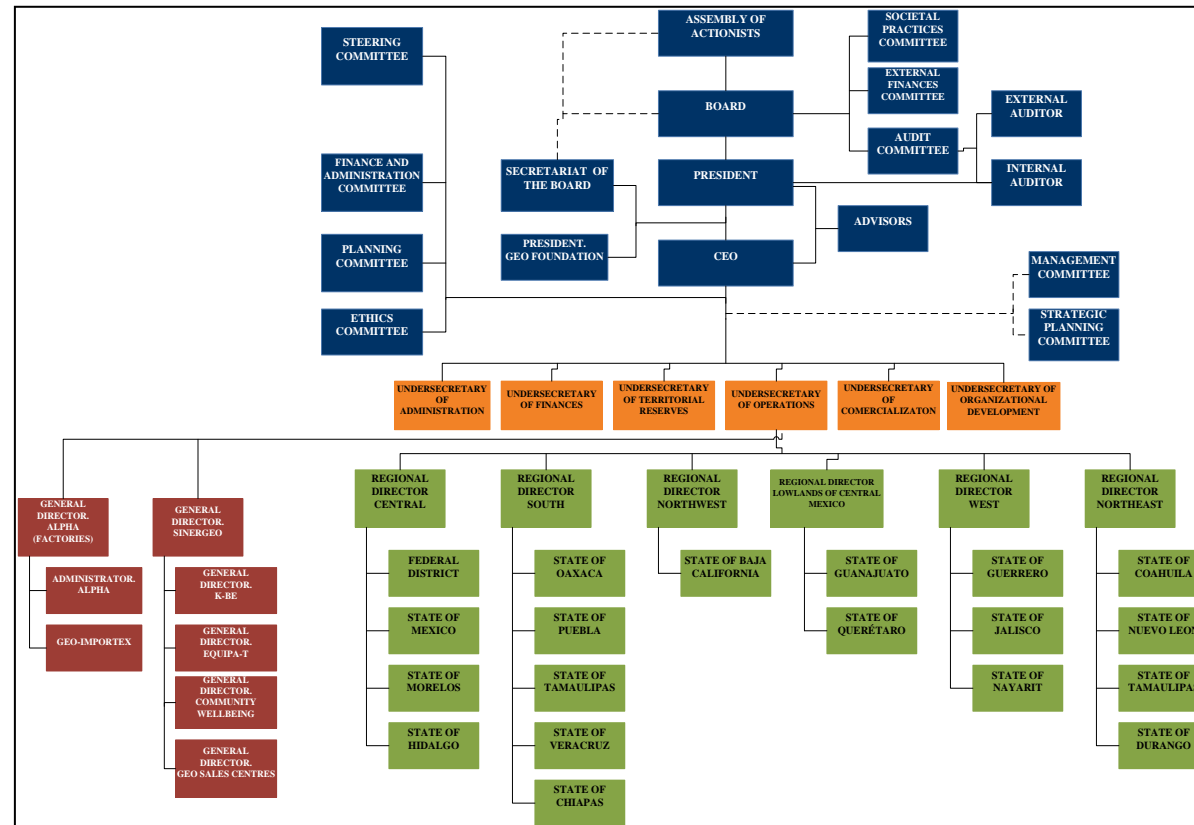 ASSEMBLY OF
ACTIONISTS
SOCIETAL
PRACTICES
COMMITTEE
STEERING
COMMITTEE
EXTERNAL
FINANCES
COMMITTEE
BOARD
EXTERNAL
AUDITOR
AUDIT
COMMITTEE
FINANCE AND
ADMINISTRATION
COMMITTEE
SECRETARIAT OF
THE BOARD
PRESIDENT
INTERNAL
AUDITOR
ADVISORS
PLANNING
COMMITTEE
PRESIDENT.
GEO FOUNDATION
CEO
MANAGEMENT
COMMITTEE
ETHICS
COMMITTEE
STRATEGIC
PLANNING
COMMITTEE
UNDERSECRETARY
OF
ADMINISTRATION
UNDERSECRETARY
OF FINANCES
UNDERSECRETARY
OF TERRITORIAL
RESERVES
UNDERSECRETARY
OF OPERATIONS
UNDERSECRETARY
OF
COMERCIALIZATON
UNDERSECRETARY OF
ORGANIZATIONAL
DEVELOPMENT
GENERAL
DIRECTOR.
ALPHA
(FACTORIES)
GENERAL
DIRECTOR.
SINERGEO
REGIONAL
DIRECTOR
CENTRAL
REGIONAL
DIRECTOR
SOUTH
REGIONAL
DIRECTOR
NORTHWEST
REGIONAL DIRECTOR
LOWLANDS OF CENTRAL
MEXICO
REGIONAL
DIRECTOR
WEST
REGIONAL
DIRECTOR
NORTHEAST
ADMINISTRATOR.
ALPHA
GEO-IMPORTEX
GENERAL
DIRECTOR.
K-BE
GENERAL
DIRECTOR.
EQUIPA-T
GENERAL
DIRECTOR.
COMMUNITY
WELLBEING
GENERAL
DIRECTOR.
GEO SALES CENTRES
FEDERAL
DISTRICT
STATE OF
MEXICO
STATE OF
MORELOS
STATE OF
HIDALGO
STATE OF
OAXACA
STATE OF
PUEBLA
STATE OF
TAMAULIPAS
STATE OF
VERACRUZ
STATE OF
CHIAPAS
STATE OF BAJA
CALIFORNIA
STATE OF
GUANAJUATO
STATE OF
QUERÉTARO
STATE OF
GUERRERO
STATE OF
JALISCO
STATE OF
NAYARIT
STATE OF
COAHUILA
STATE OF
NUEVO LEON
STATE OF
TAMAULIPAS
STATE OF
DURANGO